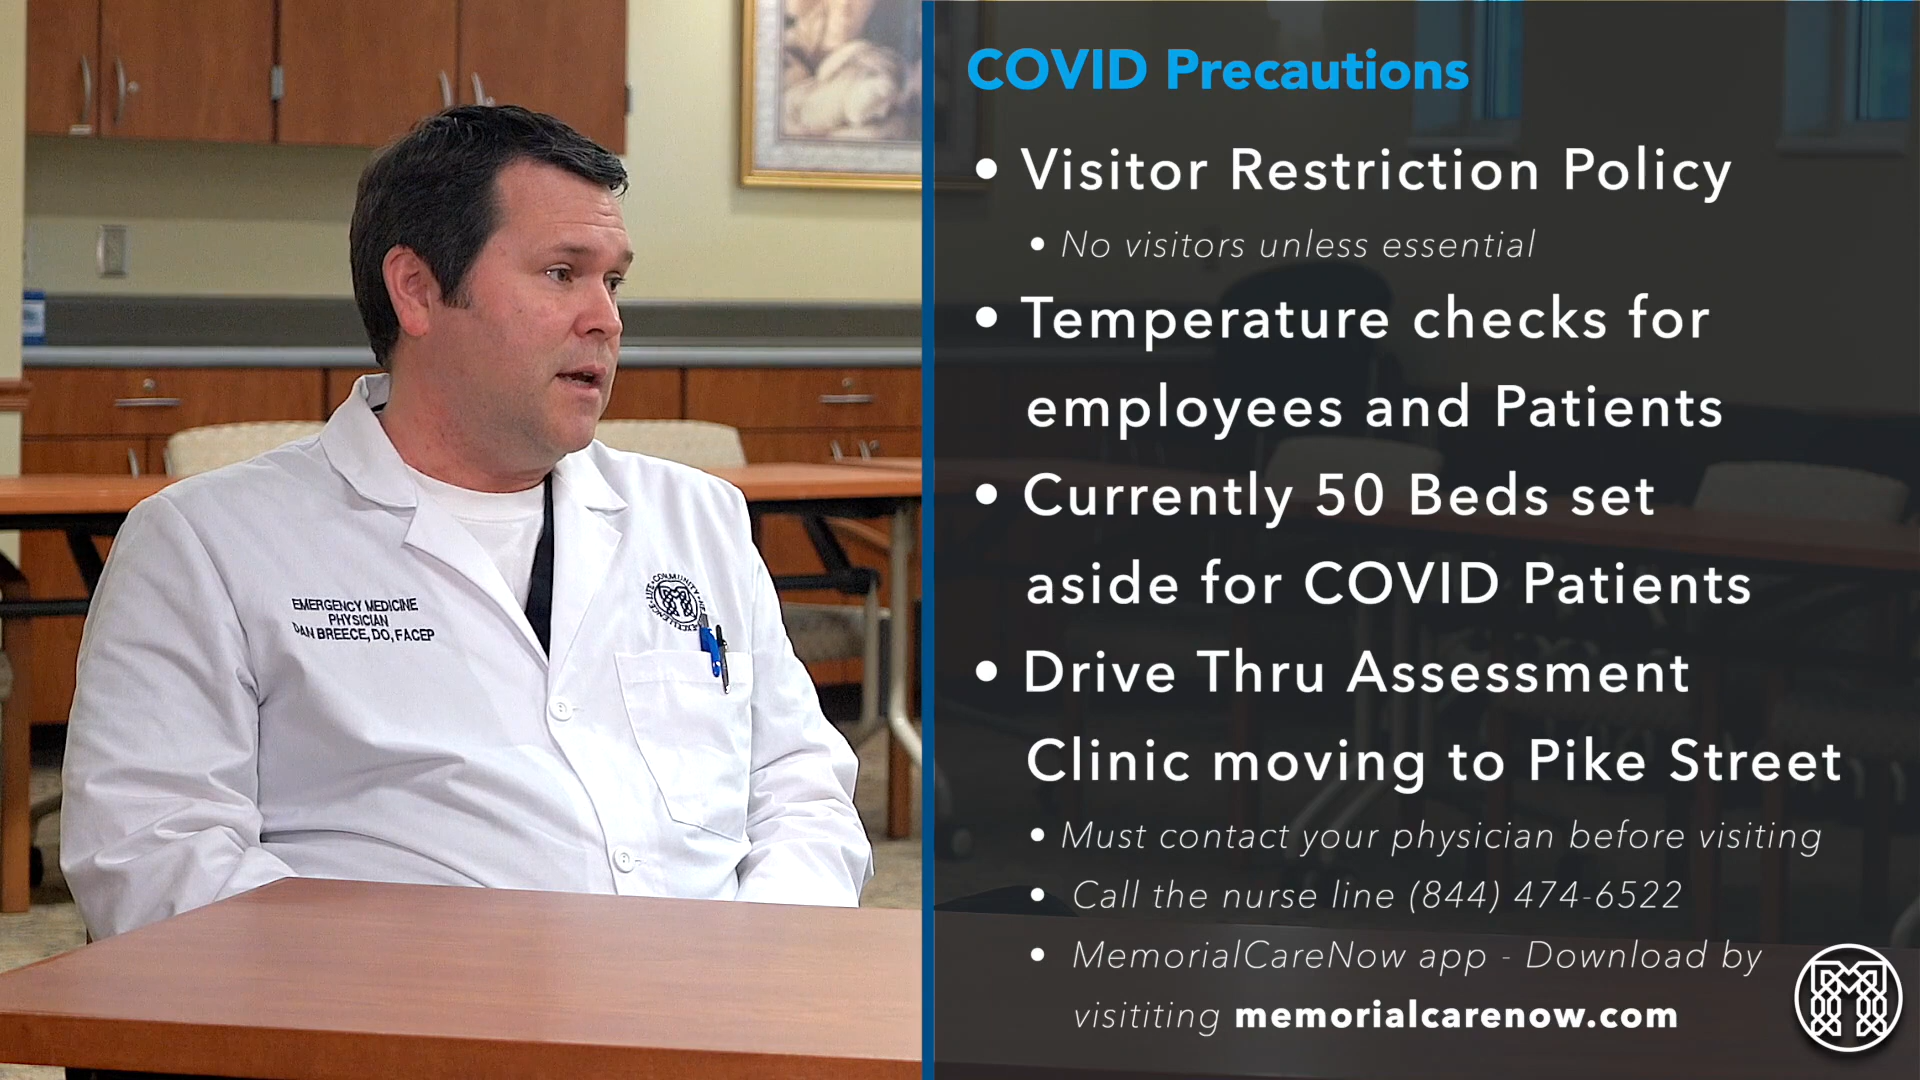 COVID Precautions
• Visitor Restriction Policy
• No visitors unless essential
• Temperature checks for
employees and Patients
• Currently 50 Beds set
aside for COVID Patients
• Drive Thru Assessment
Clinic moving to Pike Street
• Must contact your physician before visiting
• Call the nurse line (844) 474-6522
• MemorialCareNow app - Download by
visititing memorialcarenow.com
EMERGENCY MEDICINE
PHYSICIAN
DAN BREECE, DO, FACEP
COMMUNITY